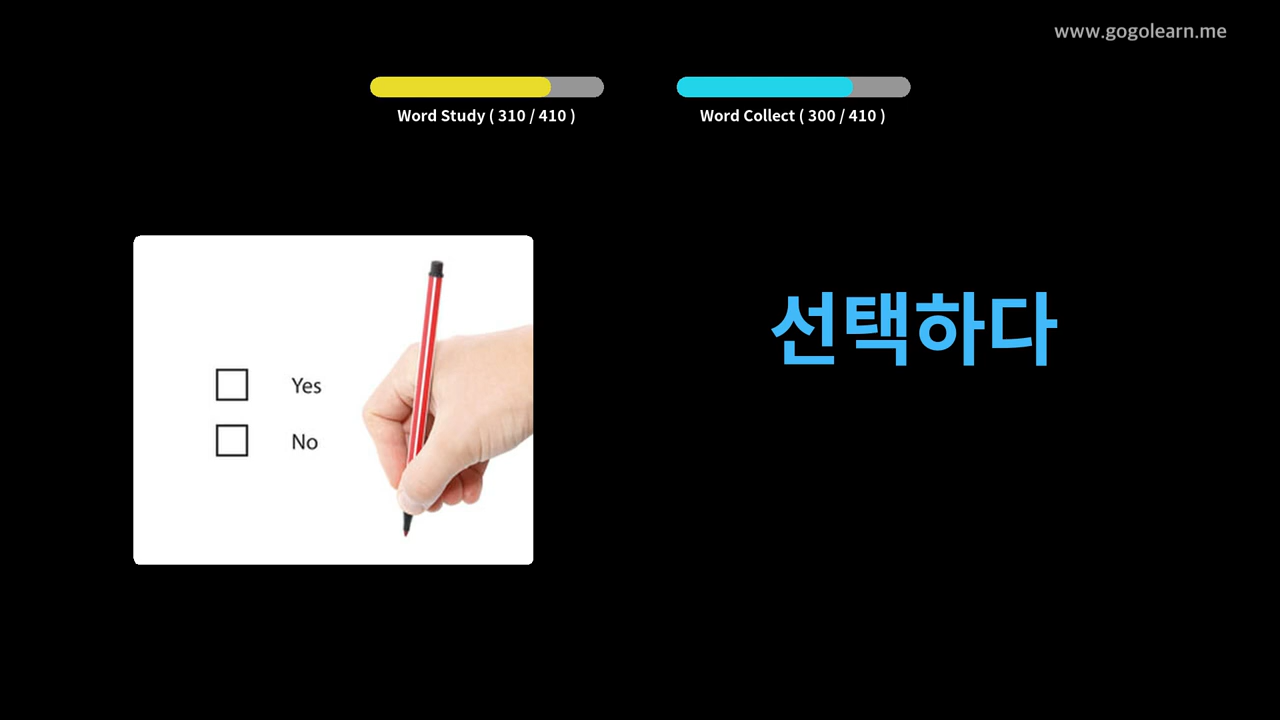 www.gogolearn.me
Word Study ( 310 / 410 )
Word Collect ( 300 / 410 )
선택하다
Yes
No